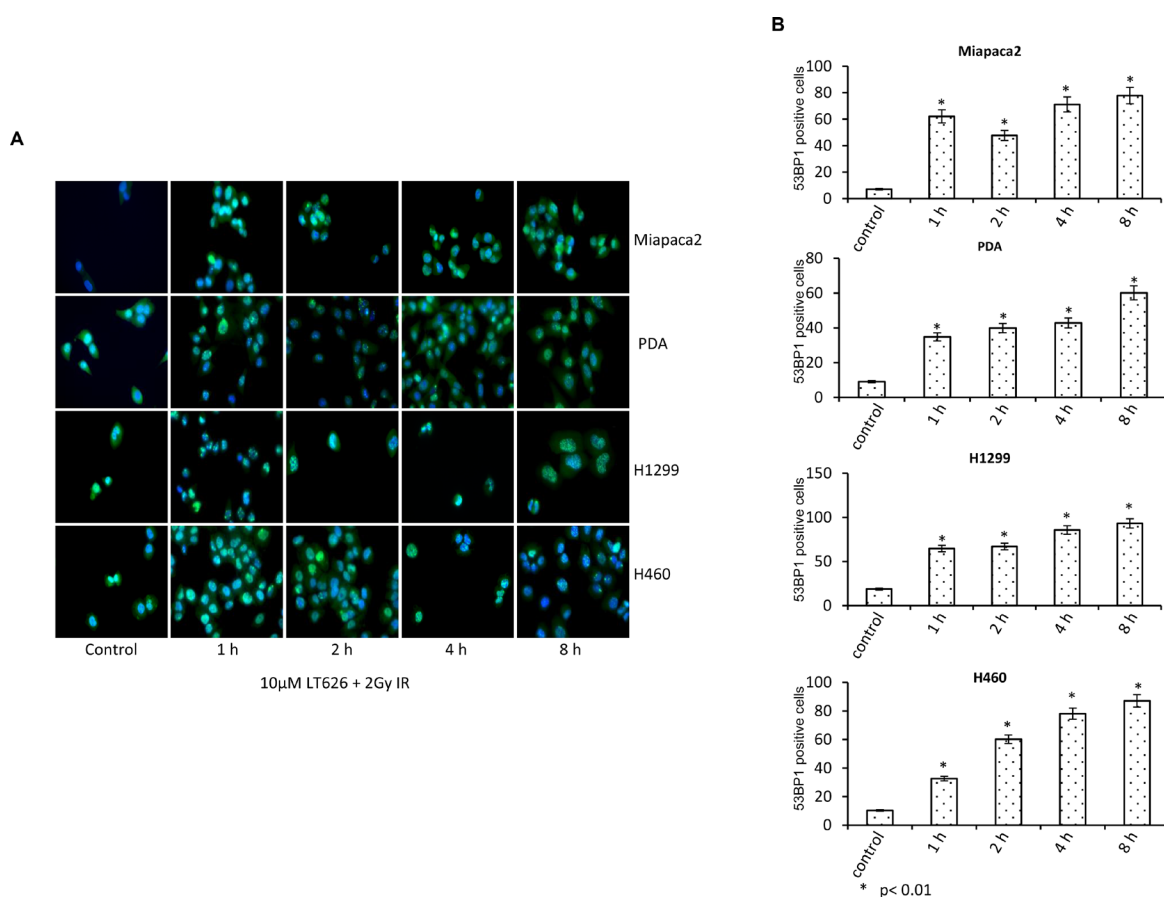 A
Miapaca2
PDA
H1299
H460
Control 1 h 2 h 4 h 8 h
10μM LT626 + 2Gy IR
B
Miapaca2
53BP1 positive cells
100
80
60
40
20
0
* * * *
control 1 h 2 h 4 h 8 h
PDA
53BP1 positive cells
80
60
40
20
0
* * * *
control 1 h 2 h 4 h 8 h
H1299
53BP1 positive cells
150
100
50
0
* * * *
control 1 h 2 h 4 h 8 h
H460
53BP1 positive cells
100
80
60
40
20
0
* * * *
control 1 h 2 h 4 h 8 h
* p< 0.01